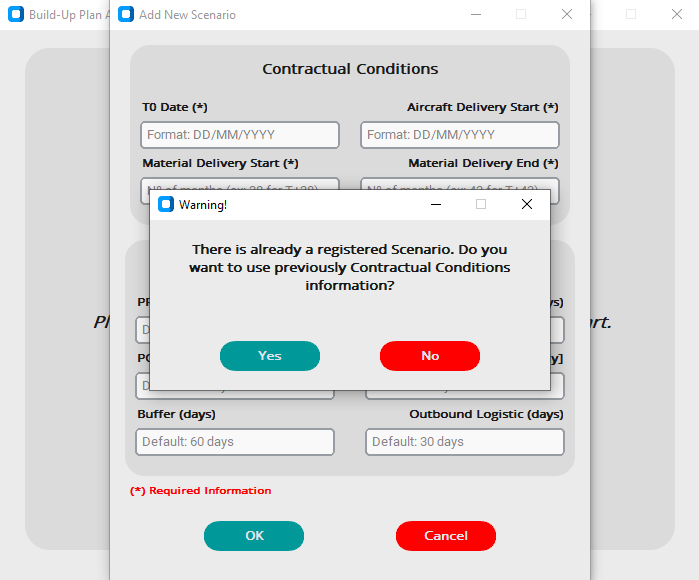 Build-Up Plan
Add New Scenario
Contractual Conditions
T0 Date (*)
Aircraft Delivery Start (*)
Format: DD/MM/YYYY
Format: DD/MM/YYYY
Material Delivery Start (*)
Material Delivery End (*)
Warning!
There is already a registered Scenario. Do you
want to use previously Contractual Conditions
information?
Yes
No
Buffer (days)
Outbound Logistic (days)
Default: 60 days
Default: 30 days
(*) Required Information
OK
Cancel